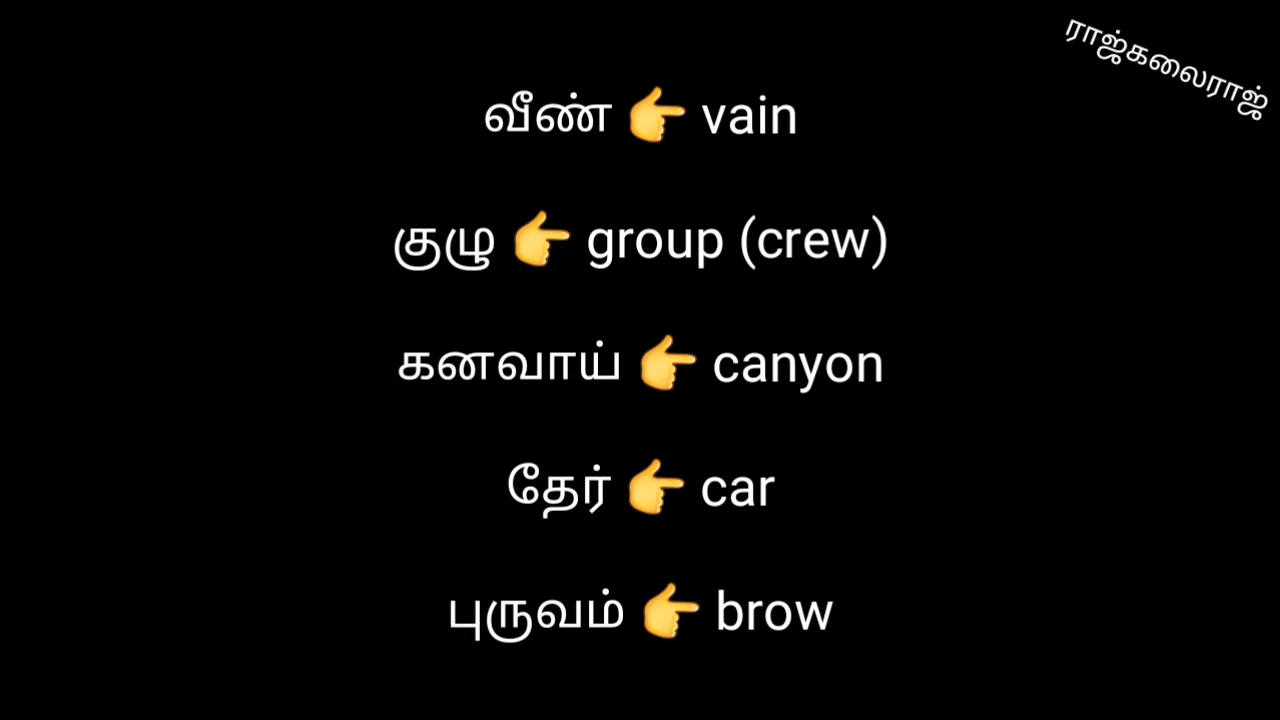 ராஜ்கலைராஜ்
வீண் 👉 vain
குழு 👉 group (crew)
கனவாய் 👉 canyon
தேர் 👉 car
புருவம் 👉 brow